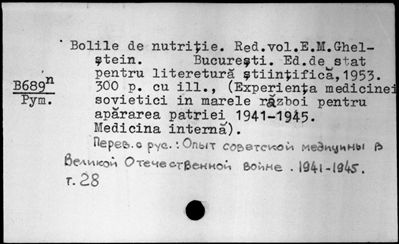 Bolile de nutriţie. Red.vol.E.M.Ghel-
ştein. Bucureşti. Ed.de stat
pentru literetură ştiinţifică,1953.
B689ⁿ 300 p. cu ill., (Experienţa medicinei
Рум. sovietici in marele război pentru
apărarea patriei 1941-1945.
Medicina internă).
Перев.с рус.: Опыт советской медицины в
Великой Отечественной войне. 1941-1945.
т. 28